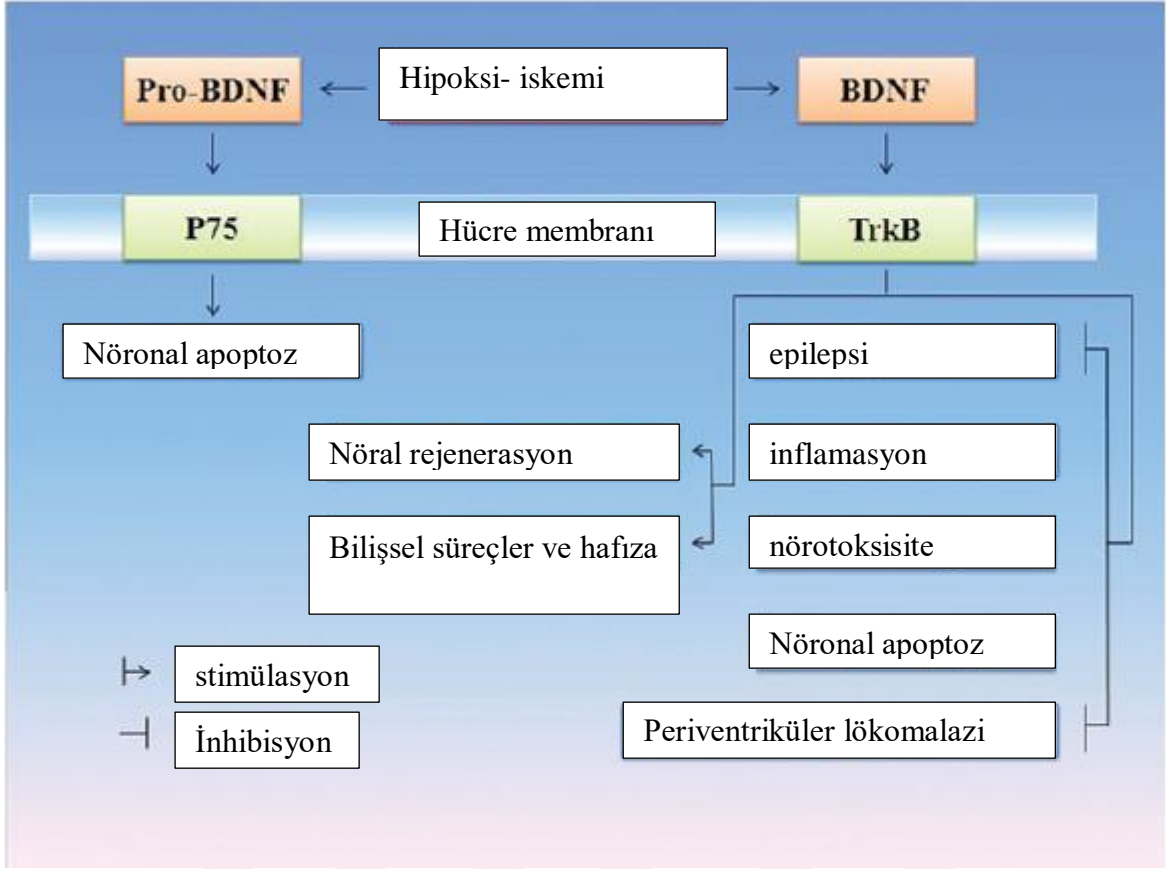 Pro-BDNF
Hipoksi- iskemi
BDNF
P75
Hücre membranı
TrkB
Nöronal apoptoz
epilepsi
Nöral rejenerasyon
inflamasyon
Bilişsel süreçler ve hafıza
nörotoksisite
Nöronal apoptoz
stimülasyon
Periventriküler lökomalazi
İnhibisyon